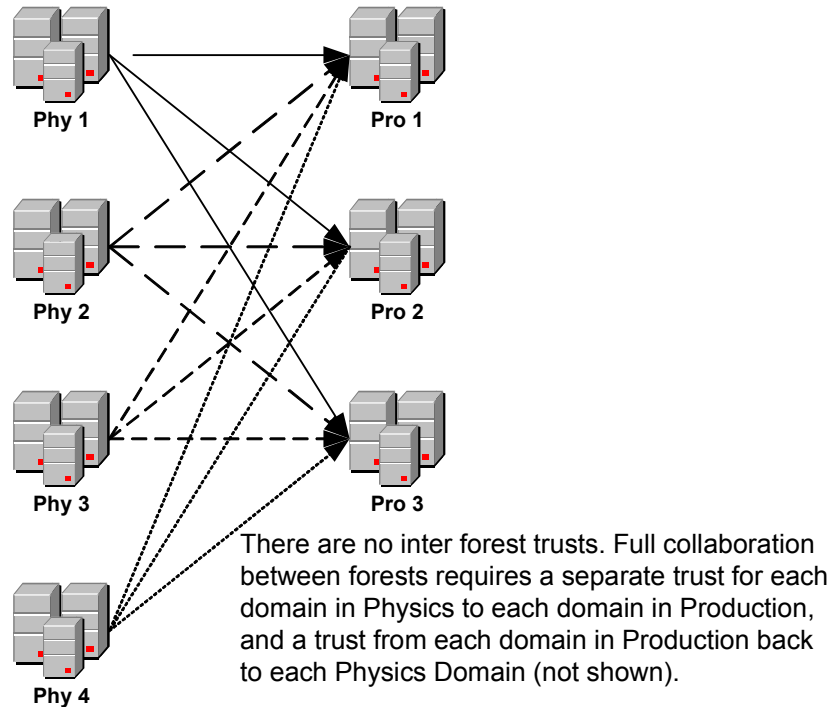 Phy 1
Pro 1
Phy 2
Pro 2
Phy 3
Pro 3
There are no inter forest trusts. Full collaboration
between forests requires a separate trust for each
domain in Physics to each domain in Production,
and a trust from each domain in Production back
to each Physics Domain (not shown).
Phy 4